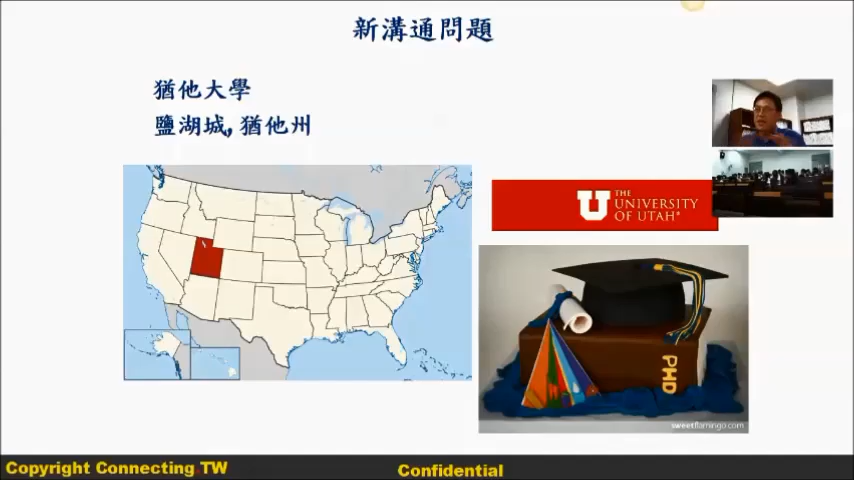 新溝通問題
猶他大學
鹽湖城, 猶他州
U THE
UNIVERSITY
OF UTAH®
PHD
sweetflamingo.com
Copyright Connecting.TW
Confidential